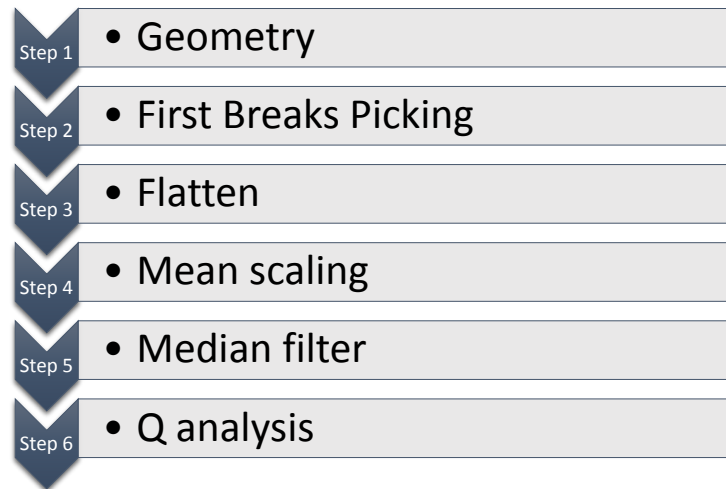 Step 1
• Geometry
Step 2
• First Breaks Picking
Step 3
• Flatten
Step 4
• Mean scaling
Step 5
• Median filter
Step 6
• Q analysis